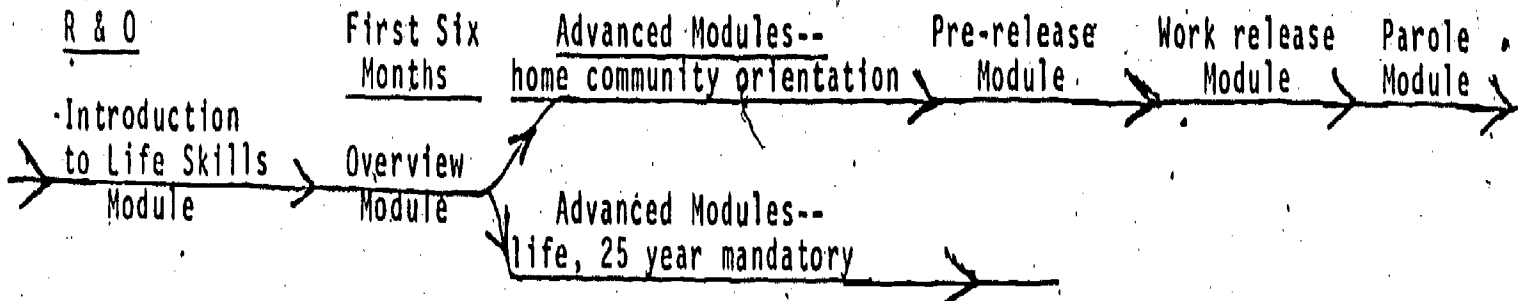 R & O
·Introduction
to Life Skills
Module
First Six
Months
Overview
Module
Advanced Modules--
home community orientation
Pre-release
Module
Work release
Module
Parole
Module
Advanced Modules--
life, 25 year mandatory